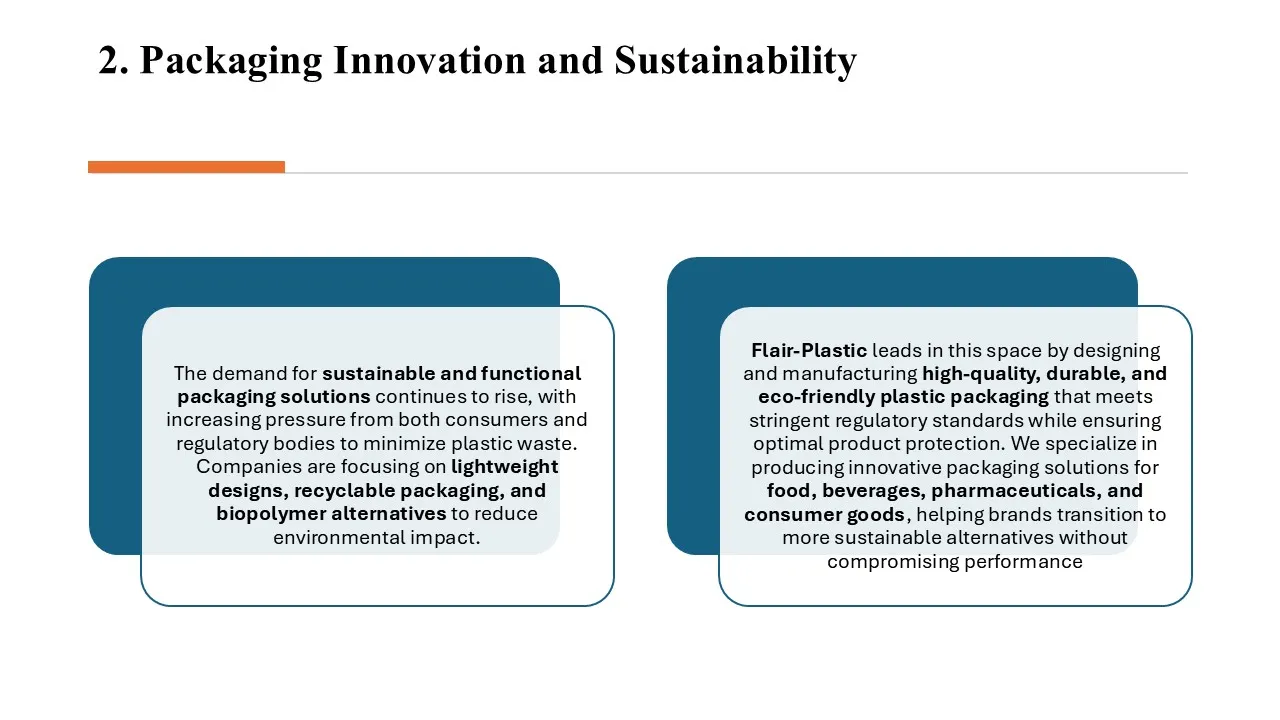 2. Packaging Innovation and Sustainability
The demand for sustainable and functional
packaging solutions continues to rise, with
increasing pressure from both consumers and
regulatory bodies to minimize plastic waste.
Companies are focusing on lightweight
designs, recyclable packaging, and
biopolymer alternatives to reduce
environmental impact.
Flair-Plastic leads in this space by designing
and manufacturing high-quality, durable, and
eco-friendly plastic packaging that meets
stringent regulatory standards while ensuring
optimal product protection. We specialize in
producing innovative packaging solutions for
food, beverages, pharmaceuticals, and
consumer goods, helping brands transition to
more sustainable alternatives without
compromising performance